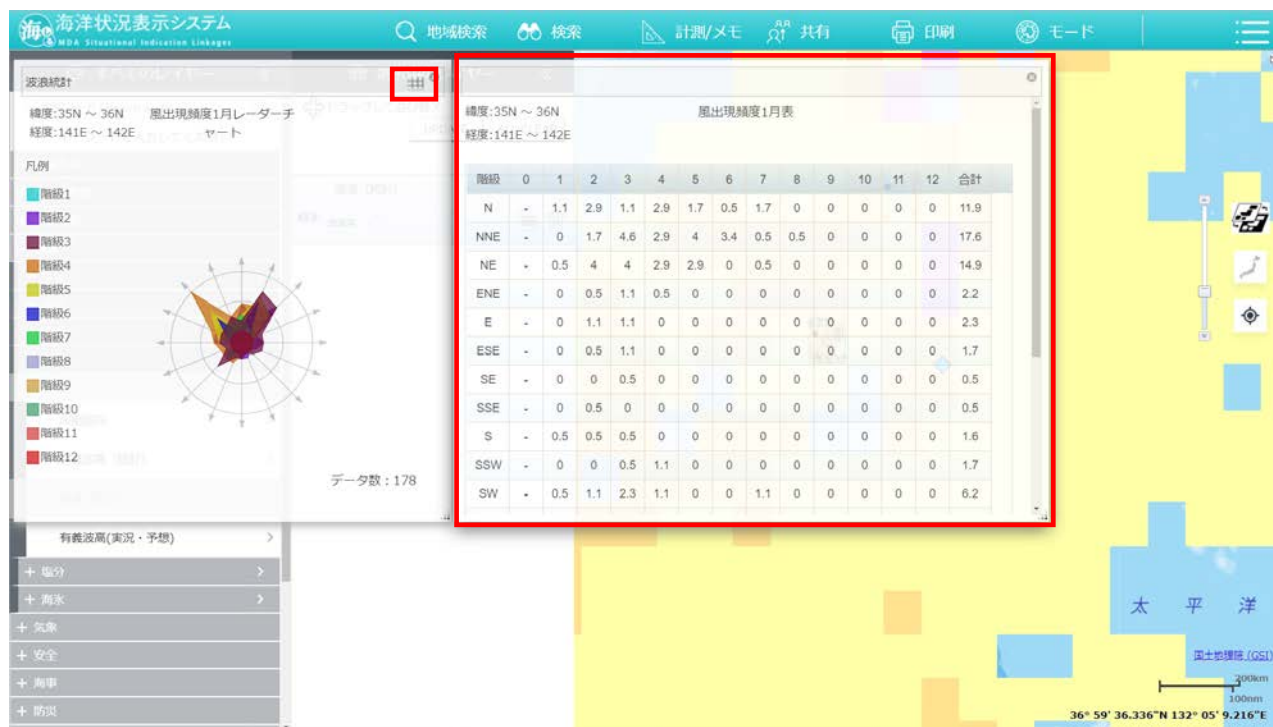 海洋状況表示システム
MDA Situational Indication Linkages
地域検索 検索 計測/メモ 共有 印刷 モード
波浪統計
緯度:35N ~ 36N 風出現頻度1月レーダーチ
経度:141E ~ 142E ャート
凡例
階級1
階級2
階級3
階級4
階級5
階級6
階級7
階級8
階級9
階級10
階級11
階級12
データ数:178
緯度:35N ~ 36N 風出現頻度1月表
経度:141E ~ 142E
階級 0 1 2 3 4 5 6 7 8 9 10 11 12 合計
N - 1.1 2.9 1.1 2.9 1.7 0.5 1.7 0 0 0 0 0 11.9
NNE - 0 1.7 4.6 2.9 4 3.4 0.5 0.5 0 0 0 0 17.6
NE - 0.5 4 4 2.9 2.9 0 0.5 0 0 0 0 0 14.9
ENE - 0 0.5 1.1 0.5 0 0 0 0 0 0 0 0 2.2
E - 0 1.1 1.1 0 0 0 0 0 0 0 0 0 2.3
ESE - 0 0.5 1.1 0 0 0 0 0 0 0 0 0 1.7
SE - 0 0 0.5 0 0 0 0 0 0 0 0 0 0.5
SSE - 0 0.5 0 0 0 0 0 0 0 0 0 0 0.5
S - 0.5 0.5 0.5 0 0 0 0 0 0 0 0 0 1.6
SSW - 0 0 0.5 1.1 0 0 0 0 0 0 0 0 1.7
SW - 0.5 1.1 2.3 1.1 0 0 1.1 0 0 0 0 0 6.2
有義波高(実況・予想)
+ 塩分
+ 海氷
+ 気象
+ 安全
+ 海事
+ 防災
太平洋
国土地理院 (GSI)
200km
100nm
36° 59' 36.336"N 132° 05' 9.216"E